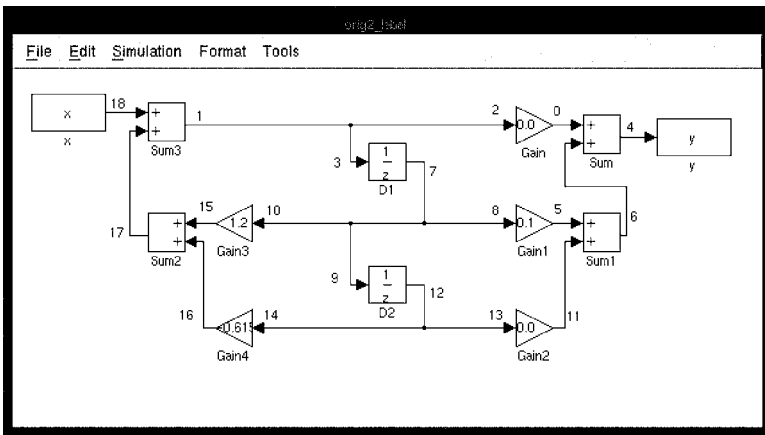 orig2_label
File Edit Simulation Format Tools
x 18 + + 1 2 0.0 0 + + 4 y
x Sum3 Gain Sum y
3 1/z 7
D1
17 + + 15 1.2 10 8 0.1 5 + + 6
Sum2 Gain3 Gain1 Sum1
9 1/z 12
D2
16 14 13 0.0 11
Gain4 Gain2